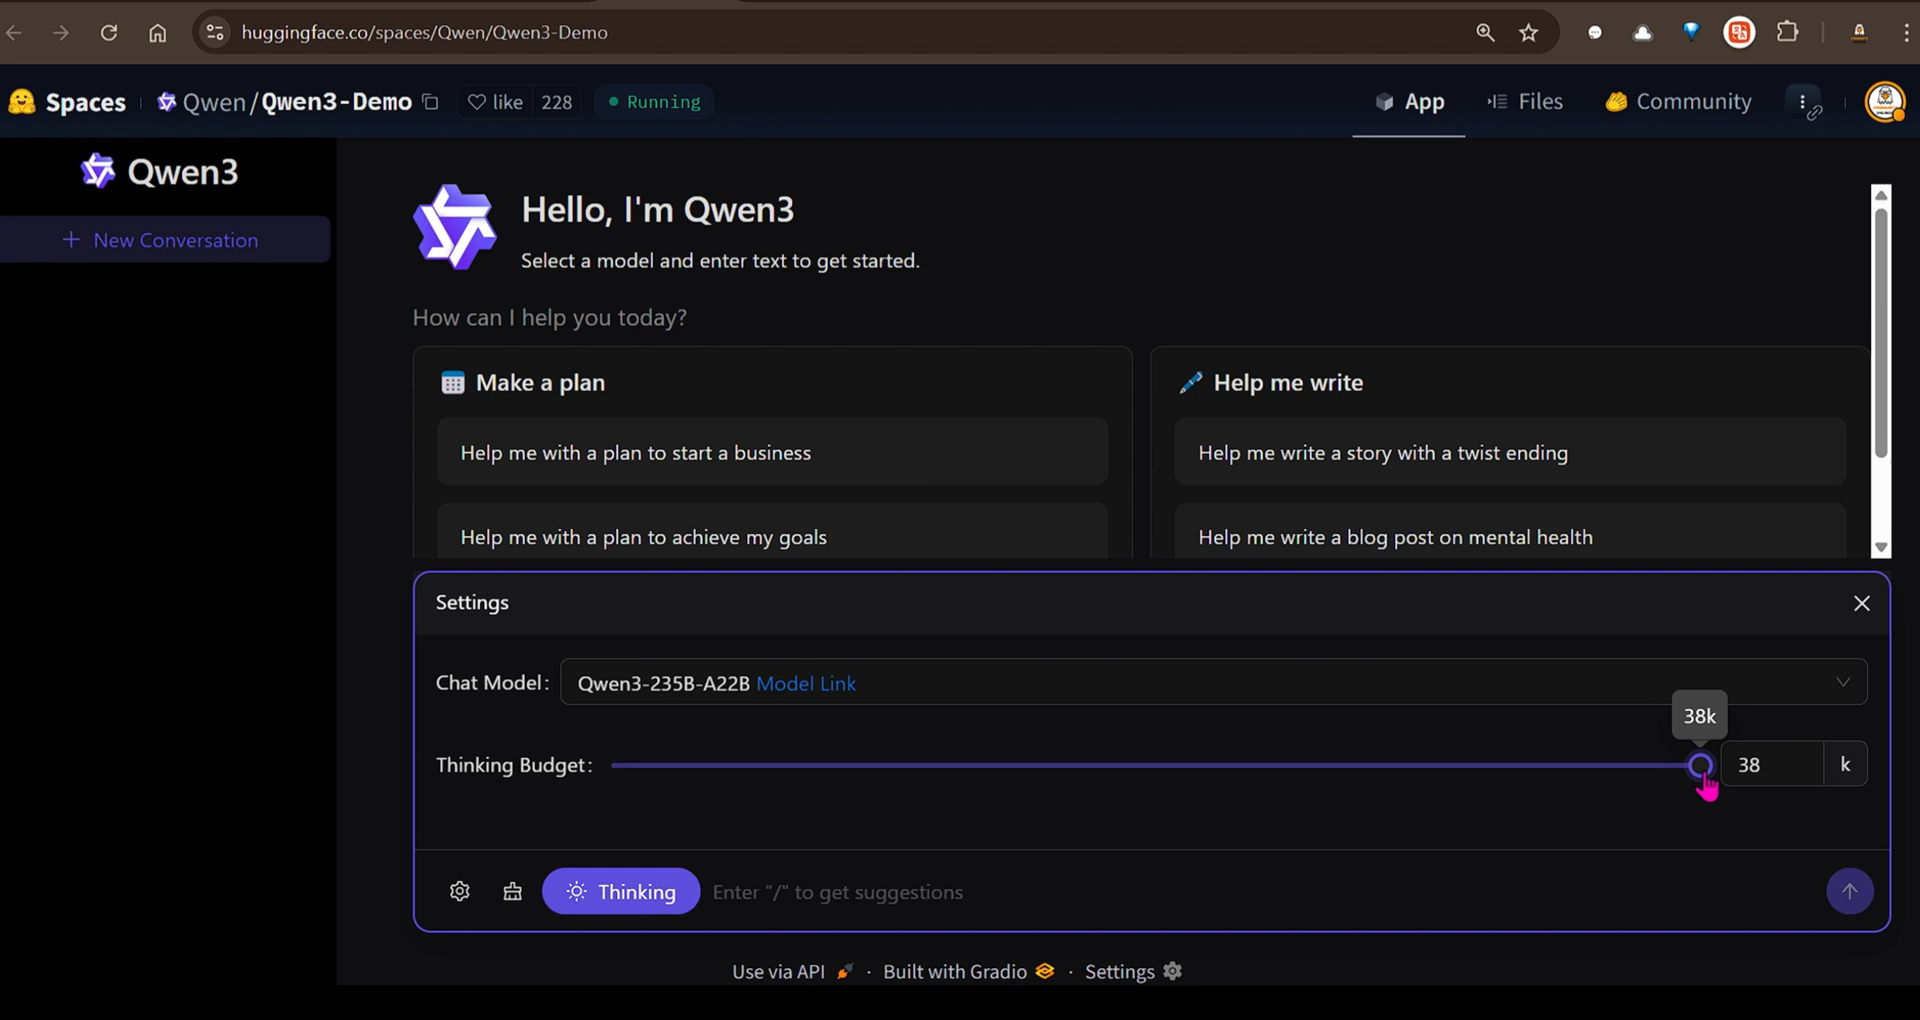 huggingface.co/spaces/Qwen/Qwen3-Demo
Spaces Qwen/Qwen3-Demo like 228 Running App Files Community
Qwen3
+ New Conversation
Hello, I'm Qwen3
Select a model and enter text to get started.
How can I help you today?
Make a plan
Help me with a plan to start a business
Help me with a plan to achieve my goals
Help me write
Help me write a story with a twist ending
Help me write a blog post on mental health
Settings
Chat Model: Qwen3-235B-A22B Model Link
38k
Thinking Budget: 38 k
Thinking Enter "/" to get suggestions
Use via API · Built with Gradio · Settings